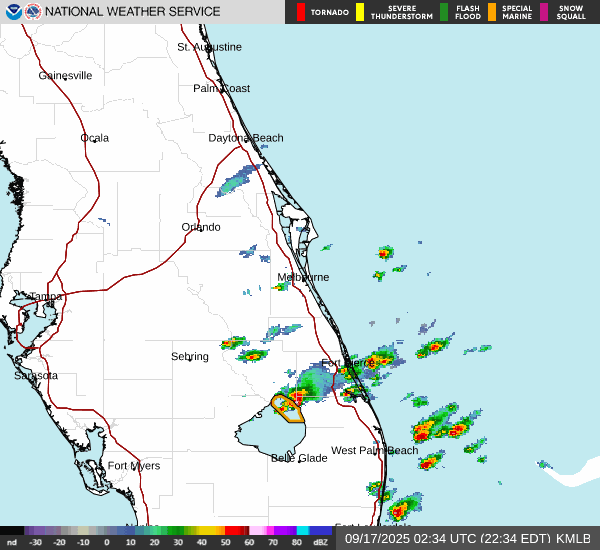 NATIONAL WEATHER SERVICE
TORNADO
SEVERE THUNDERSTORM
FLASH FLOOD
SPECIAL MARINE
SNOW SQUALL
St. Augustine
Gainesville
Palm Coast
Ocala
Daytona Beach
Orlando
Melbourne
Tampa
Sebring
Fort Pierce
Sarasota
West Palm Beach
Belle Glade
Fort Myers
nd -30 -20 -10 0 10 20 30 40 50 60 70 80 dBZ
09/17/2025 02:34 UTC (22:34 EDT) KMLB